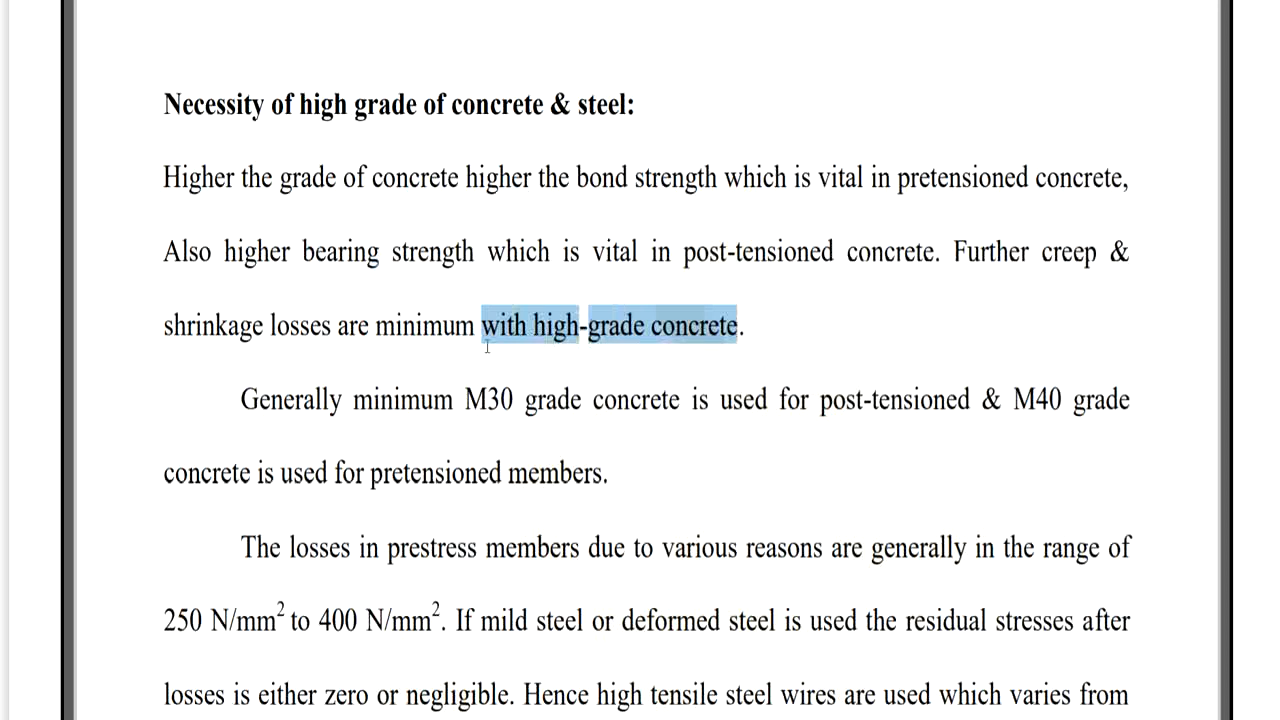 Necessity of high grade of concrete & steel:
Higher the grade of concrete higher the bond strength which is vital in pretensioned concrete,
Also higher bearing strength which is vital in post-tensioned concrete. Further creep &
shrinkage losses are minimum with high-grade concrete.
Generally minimum M30 grade concrete is used for post-tensioned & M40 grade
concrete is used for pretensioned members.
The losses in prestress members due to various reasons are generally in the range of
250 N/mm² to 400 N/mm². If mild steel or deformed steel is used the residual stresses after
losses is either zero or negligible. Hence high tensile steel wires are used which varies from